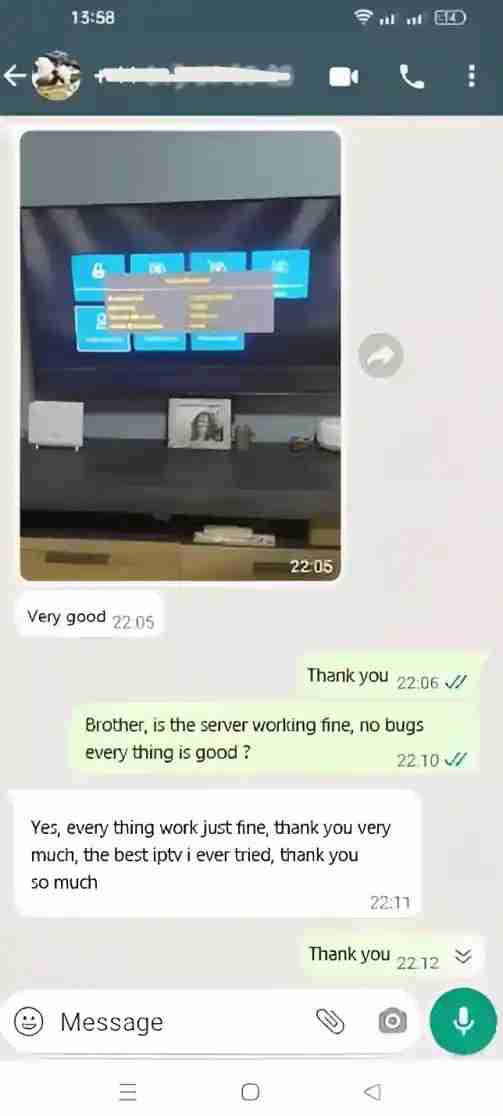 13:58
14
22:05
Very good 22:05
Thank you 22:06
Brother, is the server working fine, no bugs
every thing is good ?
22:10
Yes, every thing work just fine, thank you very
much, the best iptv i ever tried, thank you
so much
22:11
Thank you 22:12
Message